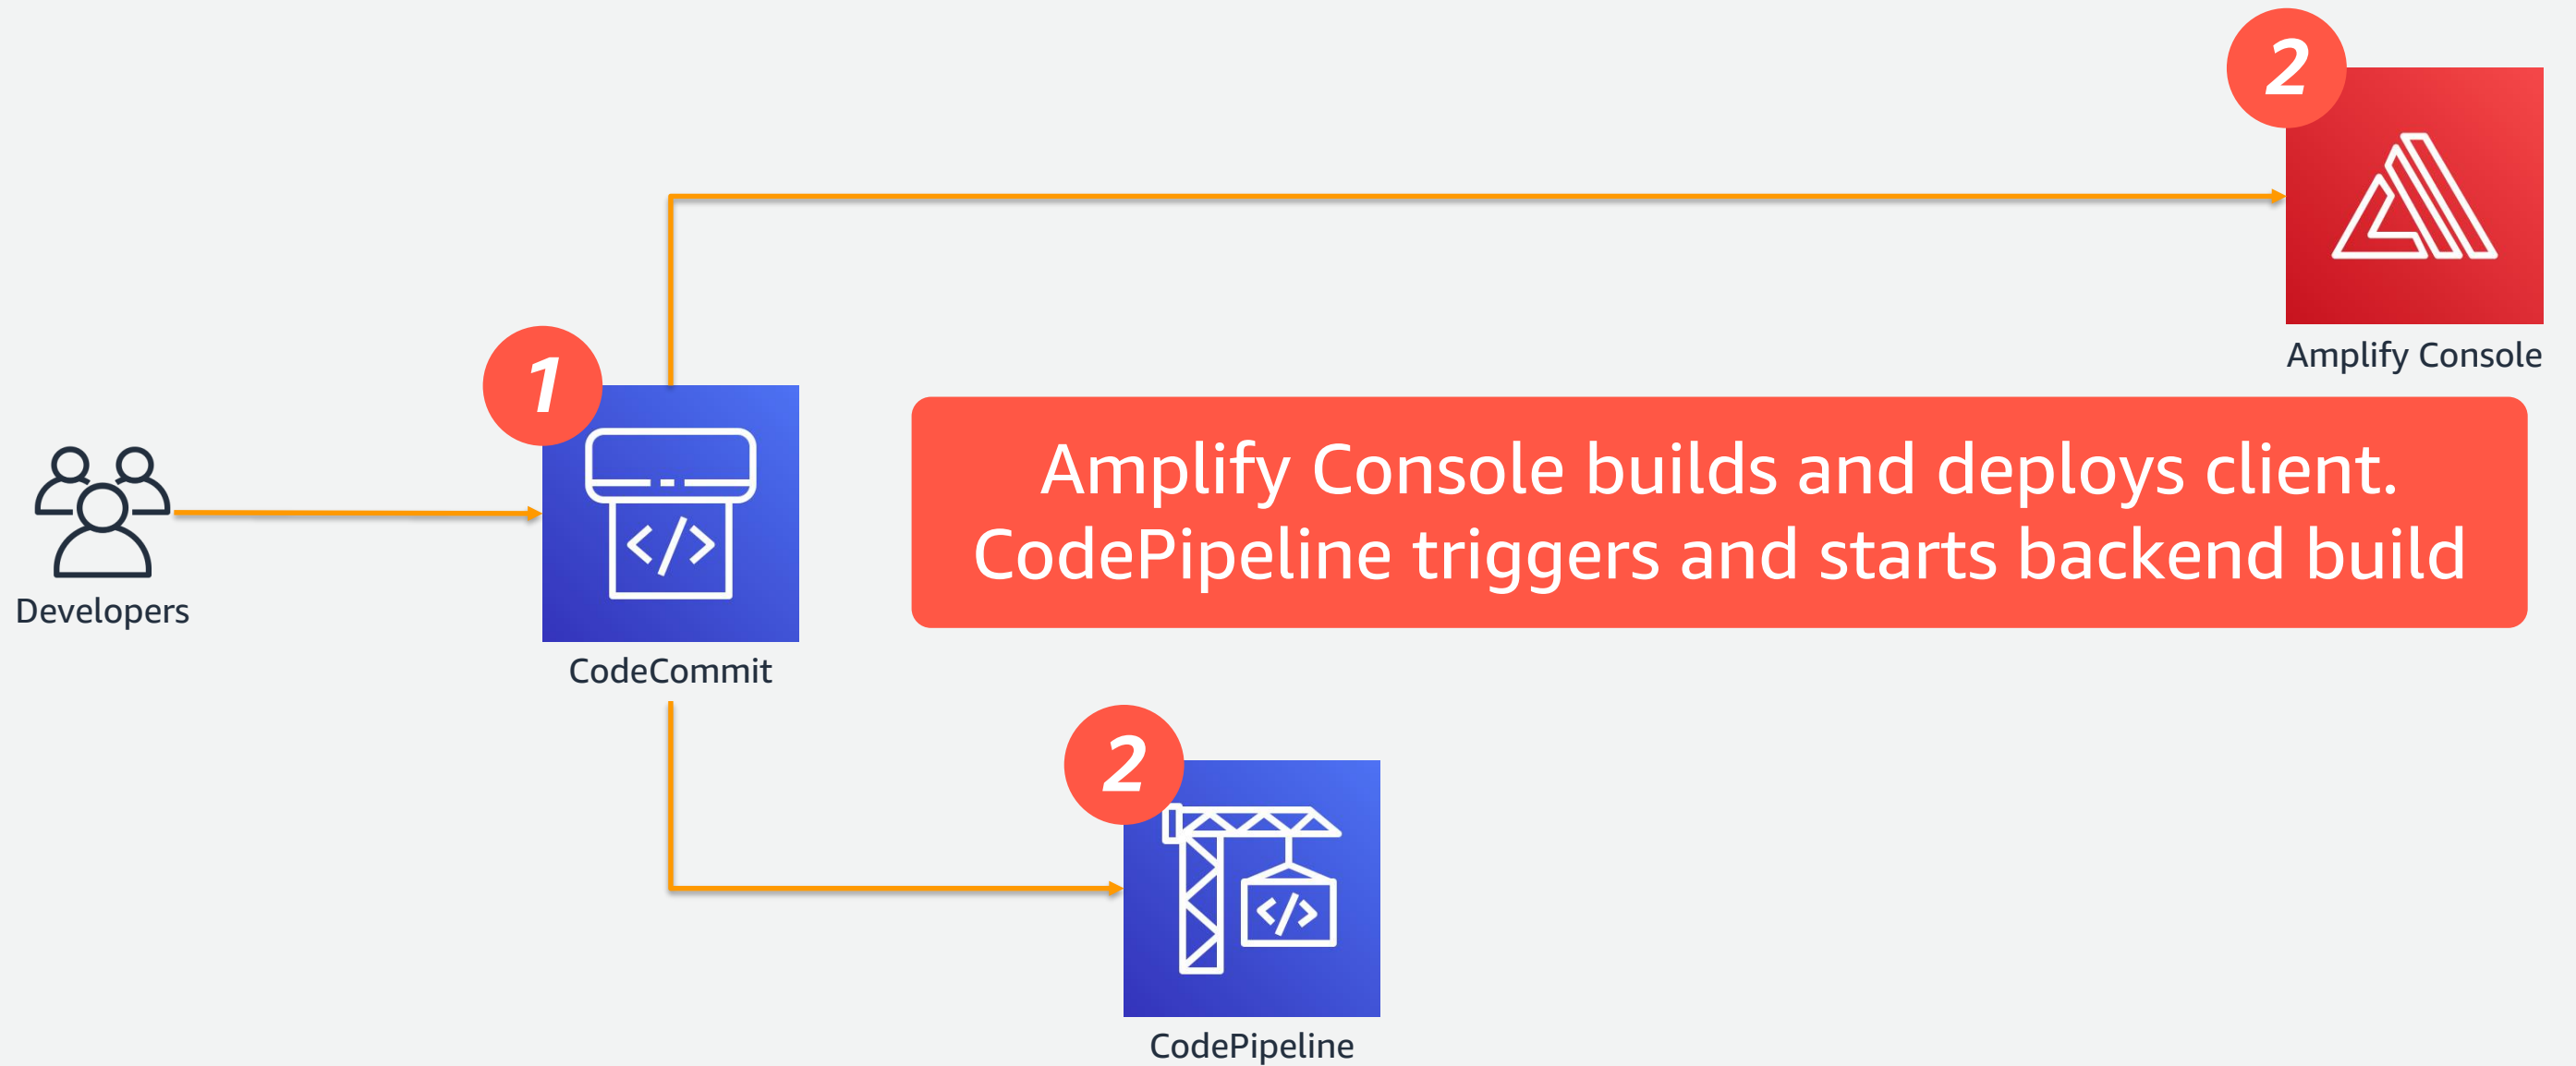 2
Amplify Console
1
</>
Developers
CodeCommit
Amplify Console builds and deploys client.
CodePipeline triggers and starts backend build
2
</>
CodePipeline